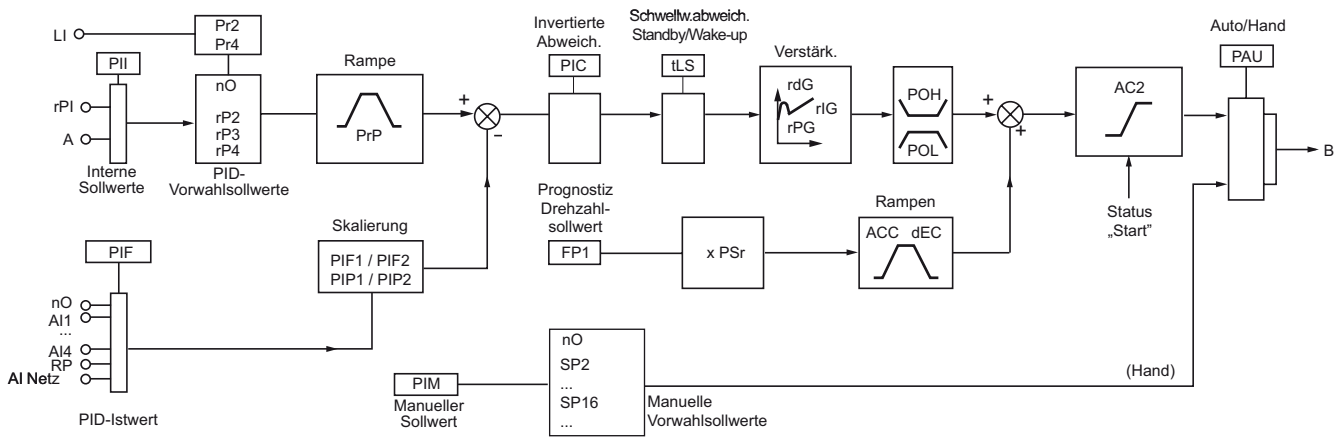 LI
Pr2
Pr4
PII
rPI
A
Interne
Sollwerte
nO
rP2
rP3
rP4
PID-
Vorwahlsollwerte
Rampe
PrP
+
−
Invertierte
Abweich.
PIC
Schwellw.abweich.
Standby/Wake-up
tLS
Verstärk.
rdG
rIG
rPG
POH
POL
+
+
AC2
Status
„Start”
Auto/Hand
PAU
B
PIF
nO
AI1
...
AI4
RP
AI Netz
PID-Istwert
Skalierung
PIF1 / PIF2
PIP1 / PIP2
Prognostiz
Drehzahl-
sollwert
FP1
x PSr
Rampen
ACC dEC
PIM
Manueller
Sollwert
nO
SP2
...
SP16
...
Manuelle
Vorwahlsollwerte
(Hand)